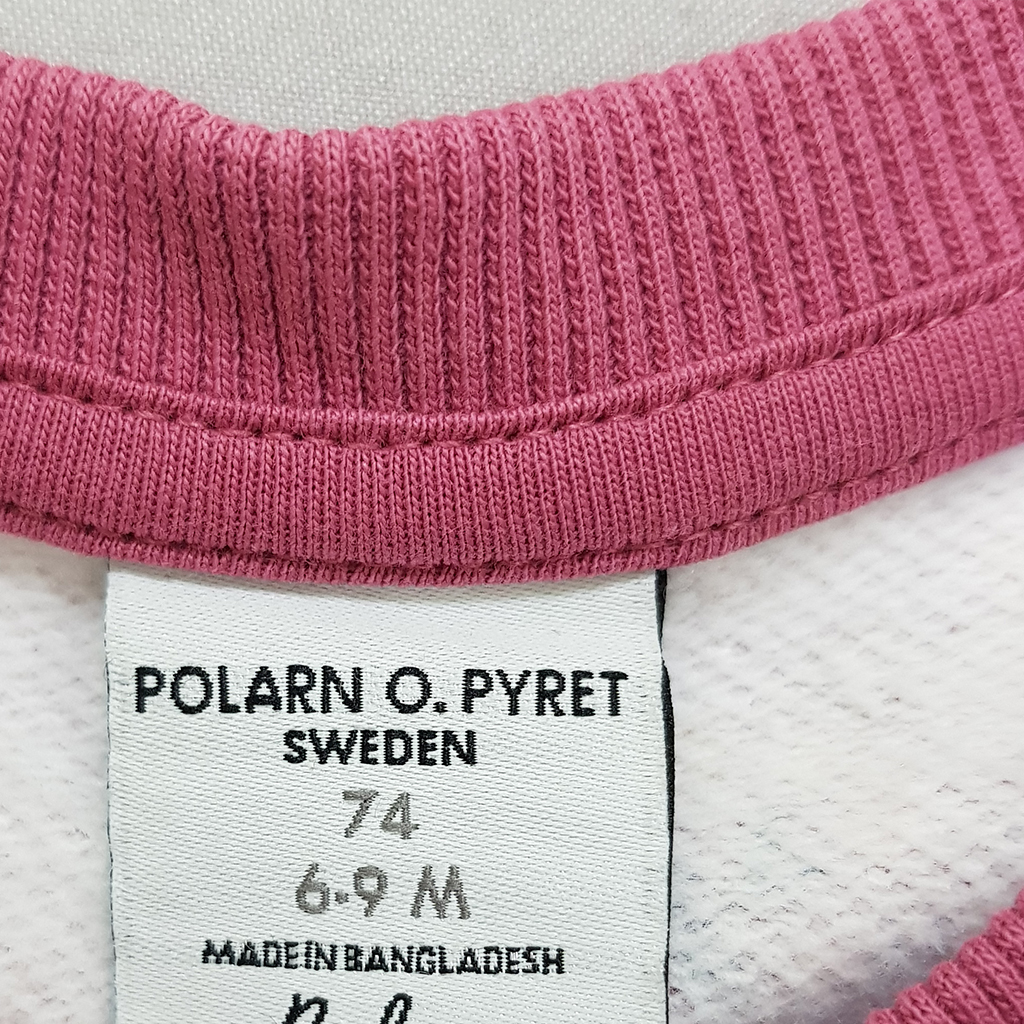 POLARN O. PYRET
SWEDEN
74
6-9 M
MADE IN BANGLADESH